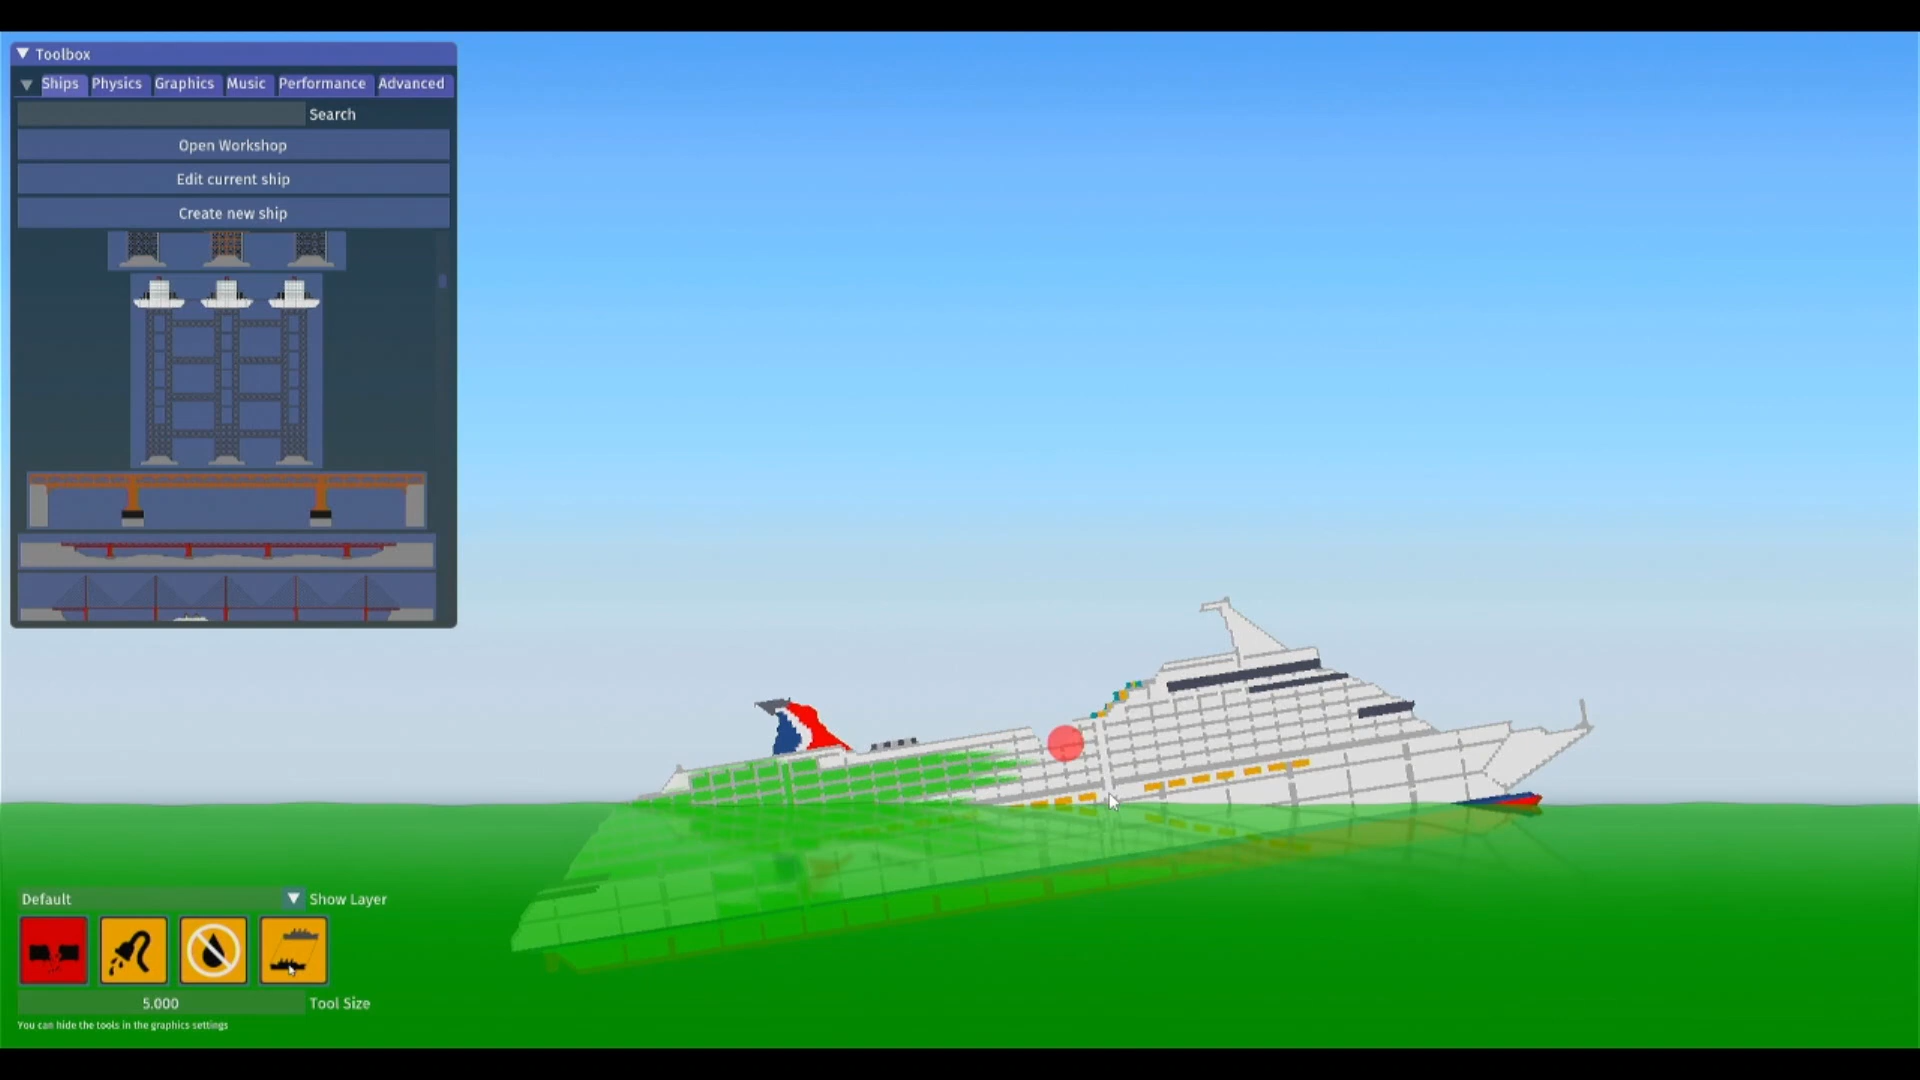 Toolbox
Ships Physics Graphics Music Performance Advanced
Search
Open Workshop
Edit current ship
Create new ship
Default Show Layer
5.000 Tool Size
You can hide the tools in the graphics settings